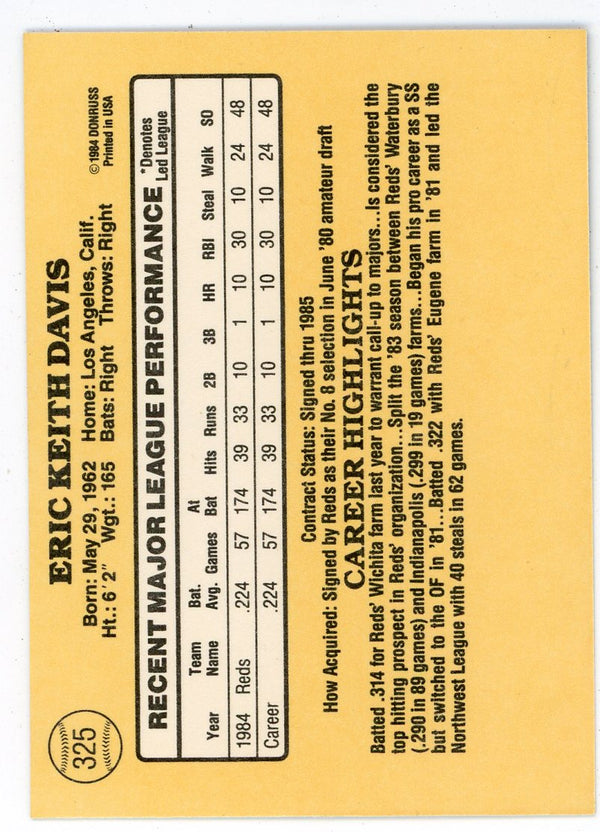 325
ERIC KEITH DAVIS
Born: May 29, 1962 Home: Los Angeles, Calif.
Ht.: 6′2″ Wgt.: 165 Bats: Right Throws: Right
©1984 DONRUSS
Printed in USA
RECENT MAJOR LEAGUE PERFORMANCE
*Denotes
Led League
Year Team Name Bat. Avg. Games At Bat Hits Runs 2B 3B HR RBI Steal Walk SO
1984 Reds .224 57 174 39 33 10 1 10 30 10 24 48
Career .224 57 174 39 33 10 1 10 30 10 24 48
Contract Status: Signed thru 1985
How Acquired: Signed by Reds as their No. 8 selection in June '80 amateur draft
CAREER HIGHLIGHTS
Batted .314 for Reds' Wichita farm last year to warrant call-up to majors...Is considered the
top hitting prospect in Reds' organization...Split the '83 season between Reds' Waterbury
(.290 in 89 games) and Indianapolis (.299 in 19 games) farms...Began his pro career as a SS
but switched to the OF in '81...Batted .322 with Reds' Eugene farm in '81 and led the
Northwest League with 40 steals in 62 games.